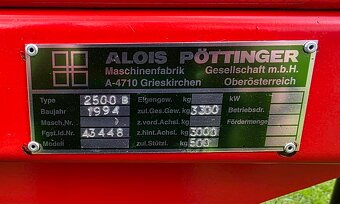 ALOIS PÖTTINGER
Maschinenfabrik Gesellschaft m.b.H.
A-4710 Grieskirchen Oberösterreich
Type 2500 B Eigengew. kg kW
Baujahr 1994 zul.Ges.Gew. kg 3300 Betriebsdr.
Masch.Nr. z.vord.Achsl. kg Fördermenge
Fgst.Id.Nr. 43448 z.hint.Achsl. kg 3000
Modell zul.Stützl. kg 500